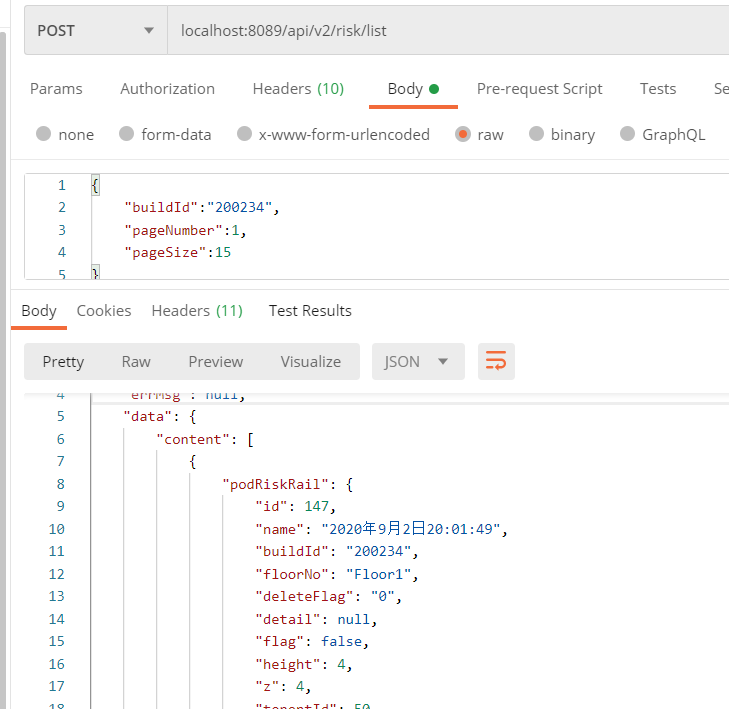 POST localhost:8089/api/v2/risk/list
Params Authorization Headers (10) Body Pre-request Script Tests Se
none form-data x-www-form-urlencoded raw binary GraphQL
1 {
2 "buildId":"200234",
3 "pageNumber":1,
4 "pageSize":15
5 }
Body Cookies Headers (11) Test Results
Pretty Raw Preview Visualize JSON
4 errMsg": null,
5 "data": {
6 "content": [
7 {
8 "podRiskRail": {
9 "id": 147,
10 "name": "2020年9月2日20:01:49",
11 "buildId": "200234",
12 "floorNo": "Floor1",
13 "deleteFlag": "0",
14 "detail": null,
15 "flag": false,
16 "height": 4,
17 "z": 4,
18 "tenantId": 50